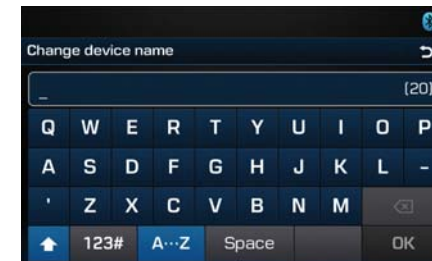 Change device name
_ (20)
Q W E R T Y U I O P
A S D F G H J K L -
' Z X C V B N M
123# A···Z Space OK